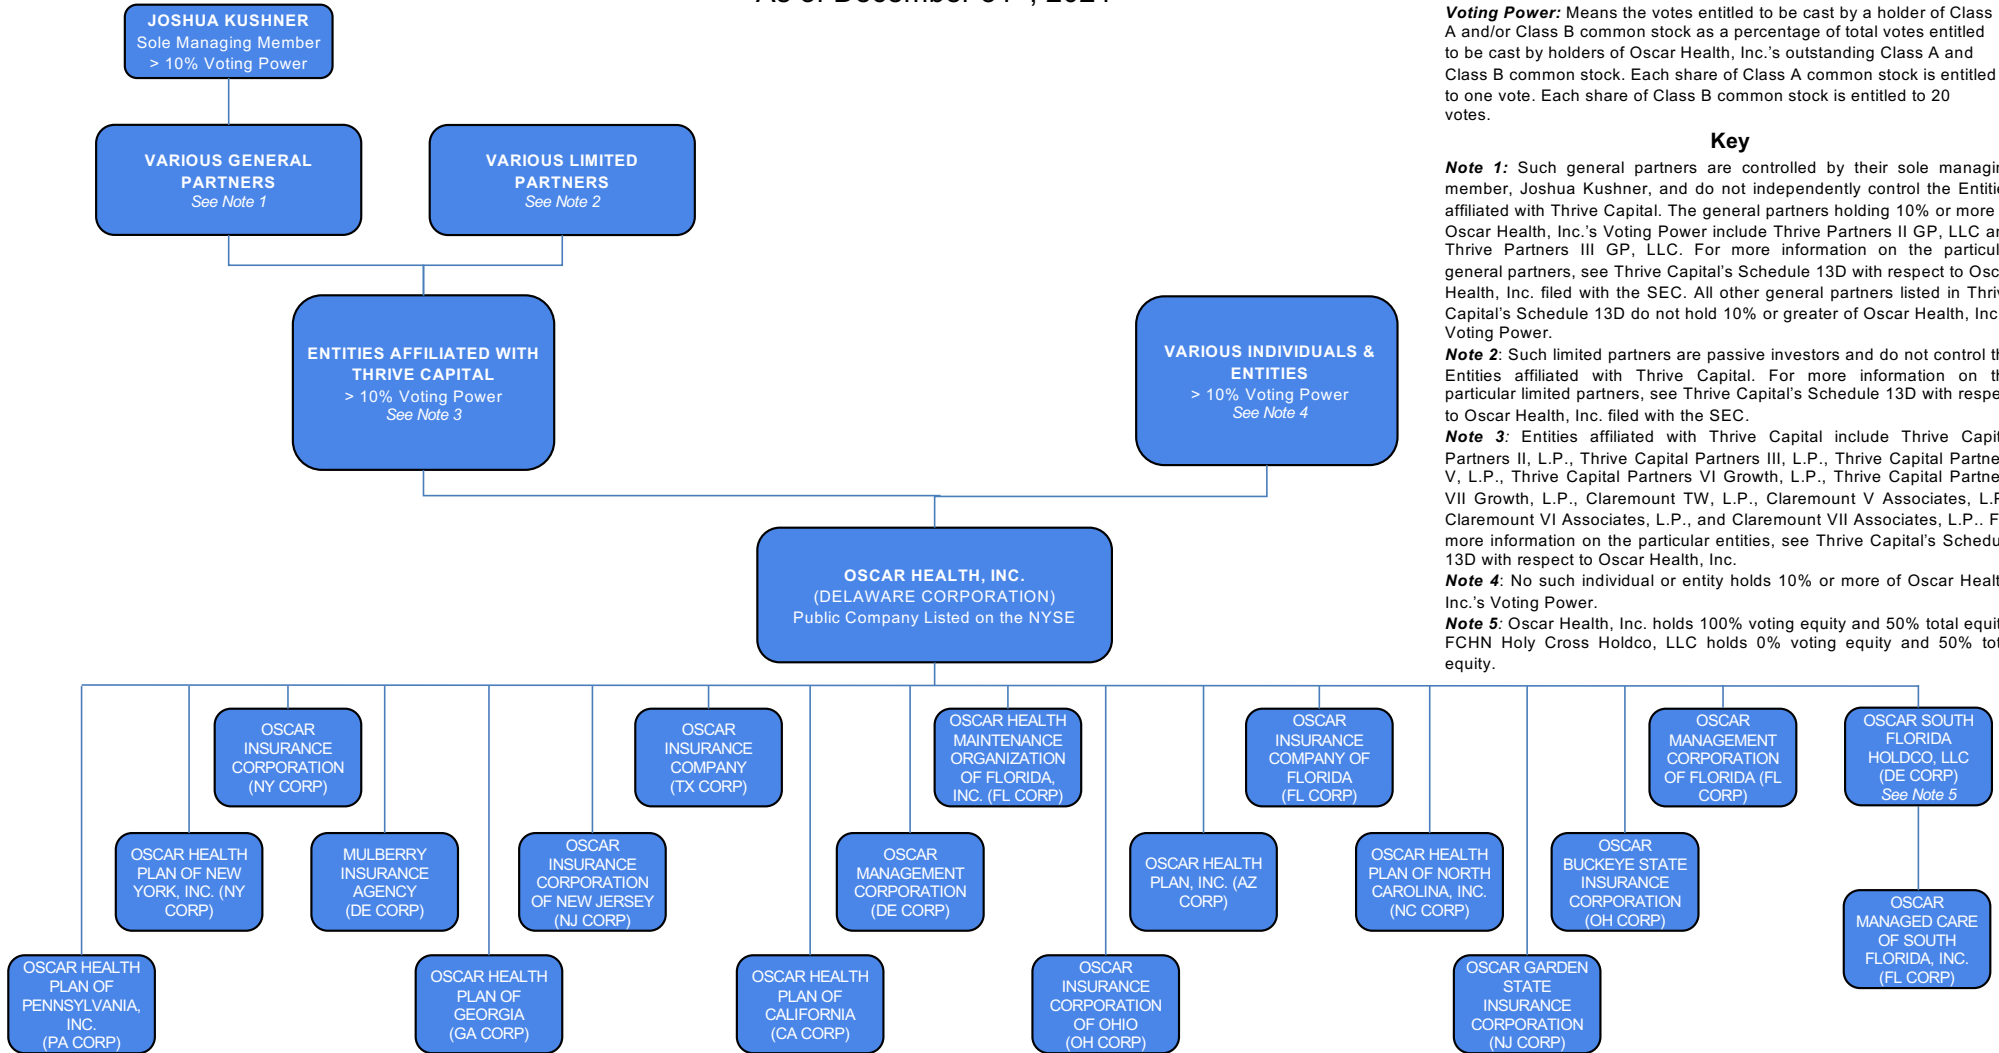 JOSHUA KUSHNER
Sole Managing Member
> 10% Voting Power
VARIOUS GENERAL
PARTNERS
See Note 1
VARIOUS LIMITED
PARTNERS
See Note 2
ENTITIES AFFILIATED WITH
THRIVE CAPITAL
> 10% Voting Power
See Note 3
VARIOUS INDIVIDUALS &
ENTITIES
> 10% Voting Power
See Note 4
OSCAR HEALTH, INC.
(DELAWARE CORPORATION)
Public Company Listed on the NYSE
Voting Power: Means the votes entitled to be cast by a holder of Class
A and/or Class B common stock as a percentage of total votes entitled
to be cast by holders of Oscar Health, Inc.'s outstanding Class A and
Class B common stock. Each share of Class A common stock is entitled
to one vote. Each share of Class B common stock is entitled to 20
votes.
Key
Note 1: Such general partners are controlled by their sole
member, Joshua Kushner, and do not independently control the
affiliated with Thrive Capital. The general partners holding 10% or more
Oscar Health, Inc.'s Voting Power include Thrive Partners II GP, LLC
Thrive Partners III GP, LLC. For more information on the
general partners, see Thrive Capital's Schedule 13D with respect to
Health, Inc. filed with the SEC. All other general partners listed in
Capital's Schedule 13D do not hold 10% or greater of Oscar Health, Inc
Voting Power.
Note 2: Such limited partners are passive investors and do not control
Entities affiliated with Thrive Capital. For more information on
particular limited partners, see Thrive Capital's Schedule 13D with
to Oscar Health, Inc. filed with the SEC.
Note 3: Entities affiliated with Thrive Capital include Thrive
Partners II, L.P., Thrive Capital Partners III, L.P., Thrive Capital
V, L.P., Thrive Capital Partners VI Growth, L.P., Thrive Capital
VII Growth, L.P., Claremount TW, L.P., Claremount V Associates,
Claremount VI Associates, L.P., and Claremount VII Associates, L.P..
more information on the particular entities, see Thrive Capital's
13D with respect to Oscar Health, Inc.
Note 4: No such individual or entity holds 10% or more of Oscar
Inc.'s Voting Power.
Note 5: Oscar Health, Inc. holds 100% voting equity and 50% total
FCHN Holy Cross Holdco, LLC holds 0% voting equity and 50%
equity.
OSCAR
INSURANCE
CORPORATION
(NY CORP)
OSCAR
INSURANCE
COMPANY
(TX CORP)
OSCAR HEALTH
MAINTENANCE
ORGANIZATION
OF FLORIDA,
INC. (FL CORP)
OSCAR
INSURANCE
COMPANY OF
FLORIDA
(FL CORP)
OSCAR
MANAGEMENT
CORPORATION
OF FLORIDA (FL
CORP)
OSCAR SOUTH
FLORIDA
HOLDCO, LLC
(DE CORP)
See Note 5
OSCAR HEALTH
PLAN OF NEW
YORK, INC. (NY
CORP)
MULBERRY
INSURANCE
AGENCY
(DE CORP)
OSCAR
INSURANCE
CORPORATION
OF NEW JERSEY
(NJ CORP)
OSCAR
MANAGEMENT
CORPORATION
(DE CORP)
OSCAR HEALTH
PLAN, INC. (AZ
CORP)
OSCAR HEALTH
PLAN OF NORTH
CAROLINA, INC.
(NC CORP)
OSCAR
BUCKEYE STATE
INSURANCE
CORPORATION
(OH CORP)
OSCAR
MANAGED CARE
OF SOUTH
FLORIDA, INC.
(FL CORP)
OSCAR HEALTH
PLAN OF
PENNSYLVANIA,
INC.
(PA CORP)
OSCAR HEALTH
PLAN OF
GEORGIA
(GA CORP)
OSCAR HEALTH
PLAN OF
CALIFORNIA
(CA CORP)
OSCAR
INSURANCE
CORPORATION
OF OHIO
(OH CORP)
OSCAR GARDEN
STATE
INSURANCE
CORPORATION
(NJ CORP)